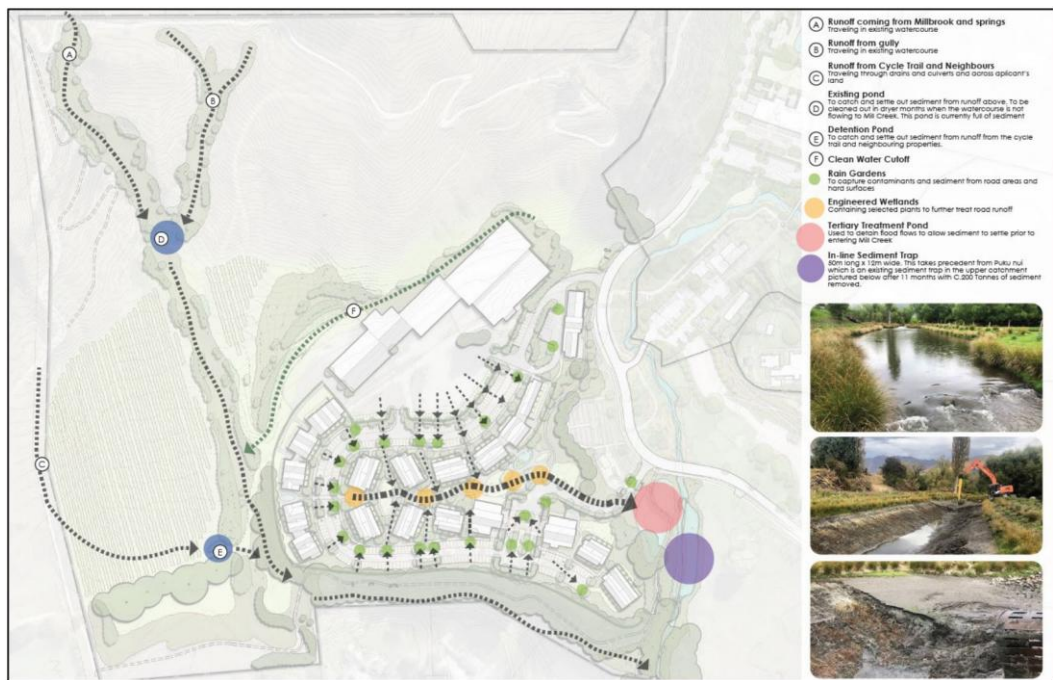 A
Runoff coming from Millbrook and springs
Traveling in existing watercourse
B
Runoff from gully
Traveling in existing watercourse
C
Runoff from Cycle Trail and Neighbours
Traveling through drains and culverts and across aplicant's
land
D
Existing pond
To catch and settle out sediment from runoff above. To be
cleaned out in dryer months when the watercourse is not
flowing to Mill Creek. This pand is currently full of sediment
E
Detention Pond
To catch and settle out sediment from runoff from the cycle
trail and neighbouring properties.
F
Clean Water Cutoff
Rain Gardens
To capture contaminants and sediment from road areas and
hard surfaces
Engineered Wetlands
Containing selected plants to further treat road runoff
Tertiary Treatment Pond
Used to detain flood flows to allow sediment to settle prior to
entering Mill Creek
In-line Sediment Trap
50m long x 12m wide. This takes precedent from Puku nui
which is an existing sediment trap in the upper catchment
pictured below after 11 months with C.200 Tonnes of sediment
removed.
A
B
D
F
C
E